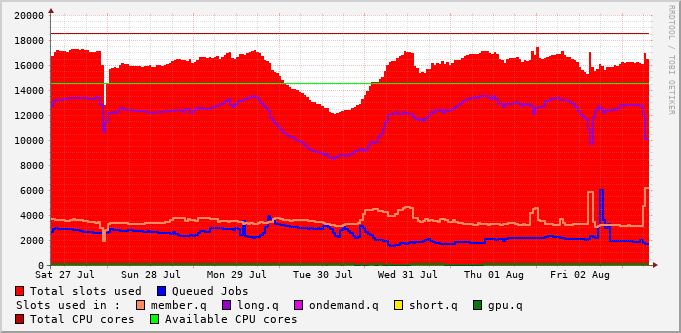 RRDTOOL / TOBI OETIKER
20000
18000
16000
14000
12000
10000
8000
6000
4000
2000
0
Sat 27 Jul Sun 28 Jul Mon 29 Jul Tue 30 Jul Wed 31 Jul Thu 01 Aug Fri 02 Aug
Total slots used Queued Jobs
Slots used in : member.q long.q ondemand.q short.q gpu.q
Total CPU cores Available CPU cores